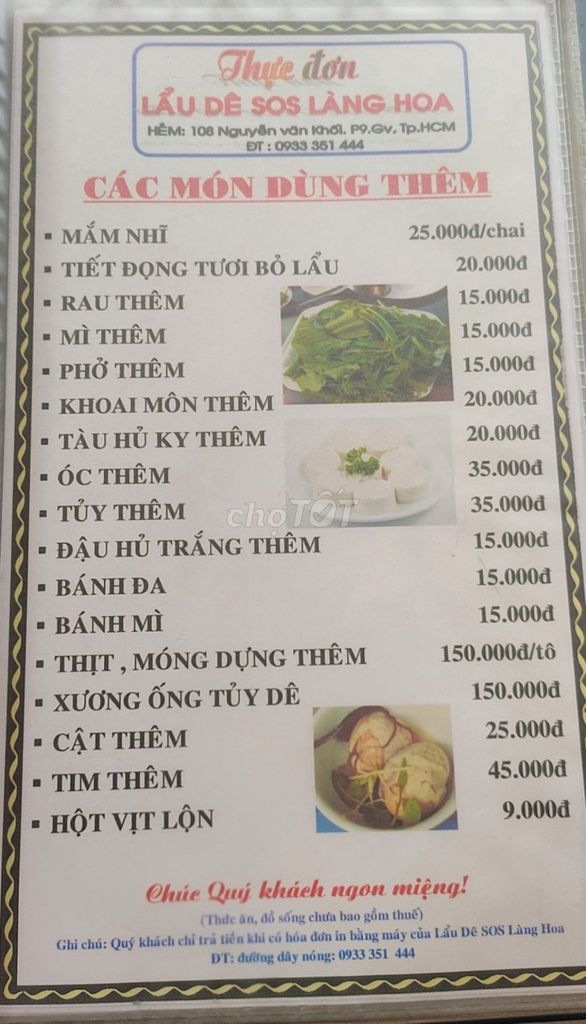 Thực đơn
LẨU DÊ SOS LÀNG HOA
HẺM: 108 Nguyễn văn Khối. P9.Gv, Tp.HCM
ĐT : 0933 351 444
CÁC MÓN DÙNG THÊM
▪ MẮM NHĨ 25.000đ/chai
▪ TIẾT ĐỌNG TƯƠI BỎ LẨU 20.000đ
▪ RAU THÊM 15.000đ
▪ MÌ THÊM 15.000đ
▪ PHỞ THÊM 15.000đ
▪ KHOAI MÔN THÊM 20.000đ
▪ TÀU HỦ KY THÊM 20.000đ
▪ ÓC THÊM 35.000đ
▪ TỦY THÊM 35.000đ
chợTỐT
▪ ĐẬU HỦ TRẮNG THÊM 15.000đ
▪ BÁNH ĐA 15.000đ
▪ BÁNH MÌ 15.000đ
▪ THỊT , MÓNG DỰNG THÊM 150.000đ/tô
▪ XƯƠNG ỐNG TỦY DÊ 150.000đ
▪ CẬT THÊM 25.000đ
▪ TIM THÊM 45.000đ
▪ HỘT VỊT LỘN 9.000đ
Chúc Quý khách ngon miệng!
(Thức ăn, đồ sống chưa bao gồm thuế)
Ghi chú: Quý khách chỉ trả tiền khi có hóa đơn in bằng máy của Lẩu Dê SOS Làng Hoa
ĐT: đường dây nóng: 0933 351 444